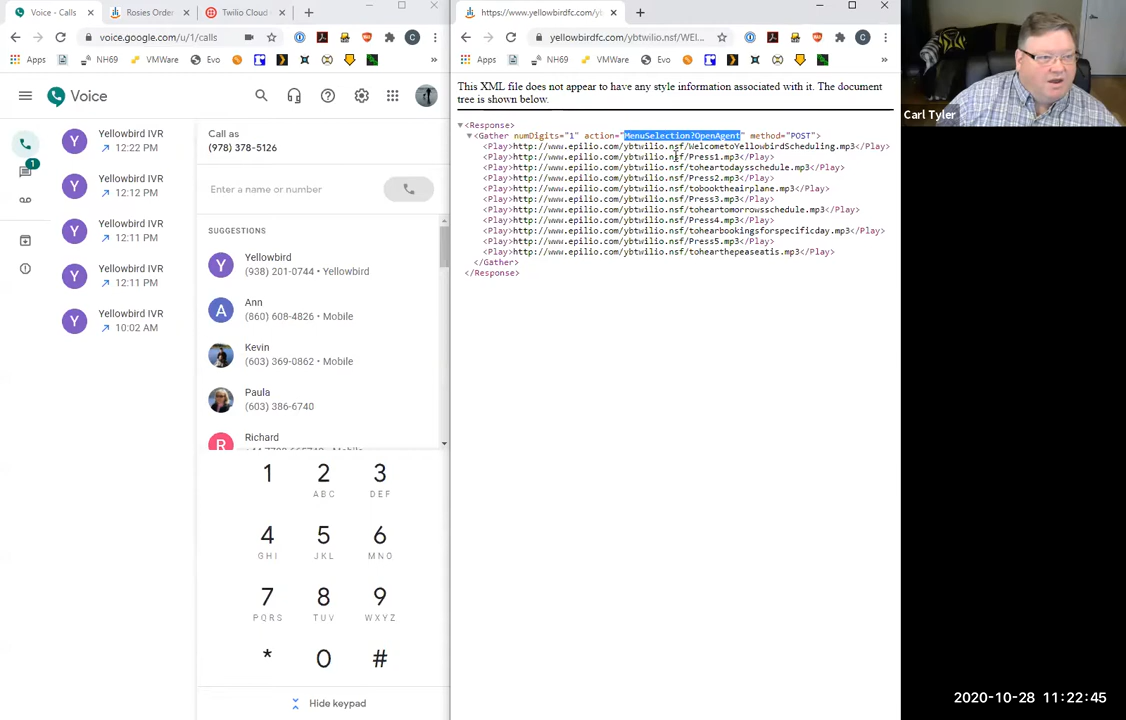 Voice - Calls
Rosies Order
Twilio Cloud
voice.google.com/u/1/calls
Apps
NH69
VMWare
Evo
Voice
Yellowbird IVR
12:22 PM
Yellowbird IVR
12:12 PM
Yellowbird IVR
12:11 PM
Yellowbird IVR
12:11 PM
Yellowbird IVR
10:02 AM
1
Call as
(978) 378-5126
Enter a name or number
SUGGESTIONS
Y
Yellowbird
(938) 201-0744 • Yellowbird
A
Ann
(860) 608-4826 • Mobile
Kevin
(603) 369-0862 • Mobile
Paula
(603) 386-6740
Richard
1
2
ABC
3
DEF
4
GHI
5
JKL
6
MNO
7
PQRS
8
TUV
9
WXYZ
*
0
#
Hide keypad
https://www.yellowbirdfc.com/yb
yellowbirdfc.com/ybtwilio.nsf/WEI...
Apps
NH69
VMWare
Evo
This XML file does not appear to have any style information associated with it. The document
tree is shown below.
<Response>
<Gather numDigits="1" action="MenuSelection?OpenAgent" method="POST">
<Play>http://www.epilio.com/ybtwilio.nsf/WelcometoYellowbirdScheduling.mp3</Play>
<Play>http://www.epilio.com/ybtwilio.nsf/Press1.mp3</Play>
<Play>http://www.epilio.com/ybtwilio.nsf/toheartodaysschedule.mp3</Play>
<Play>http://www.epilio.com/ybtwilio.nsf/Press2.mp3</Play>
<Play>http://www.epilio.com/ybtwilio.nsf/tobooktheairplane.mp3</Play>
<Play>http://www.epilio.com/ybtwilio.nsf/Press3.mp3</Play>
<Play>http://www.epilio.com/ybtwilio.nsf/toheartomorrowsschedule.mp3</Play>
<Play>http://www.epilio.com/ybtwilio.nsf/Press4.mp3</Play>
<Play>http://www.epilio.com/ybtwilio.nsf/tohearbookingsforspecificday.mp3</Play>
<Play>http://www.epilio.com/ybtwilio.nsf/Press5.mp3</Play>
<Play>http://www.epilio.com/ybtwilio.nsf/tohearthepeaseatis.mp3</Play>
</Gather>
</Response>
Carl Tyler
2020-10-28 11:22:45